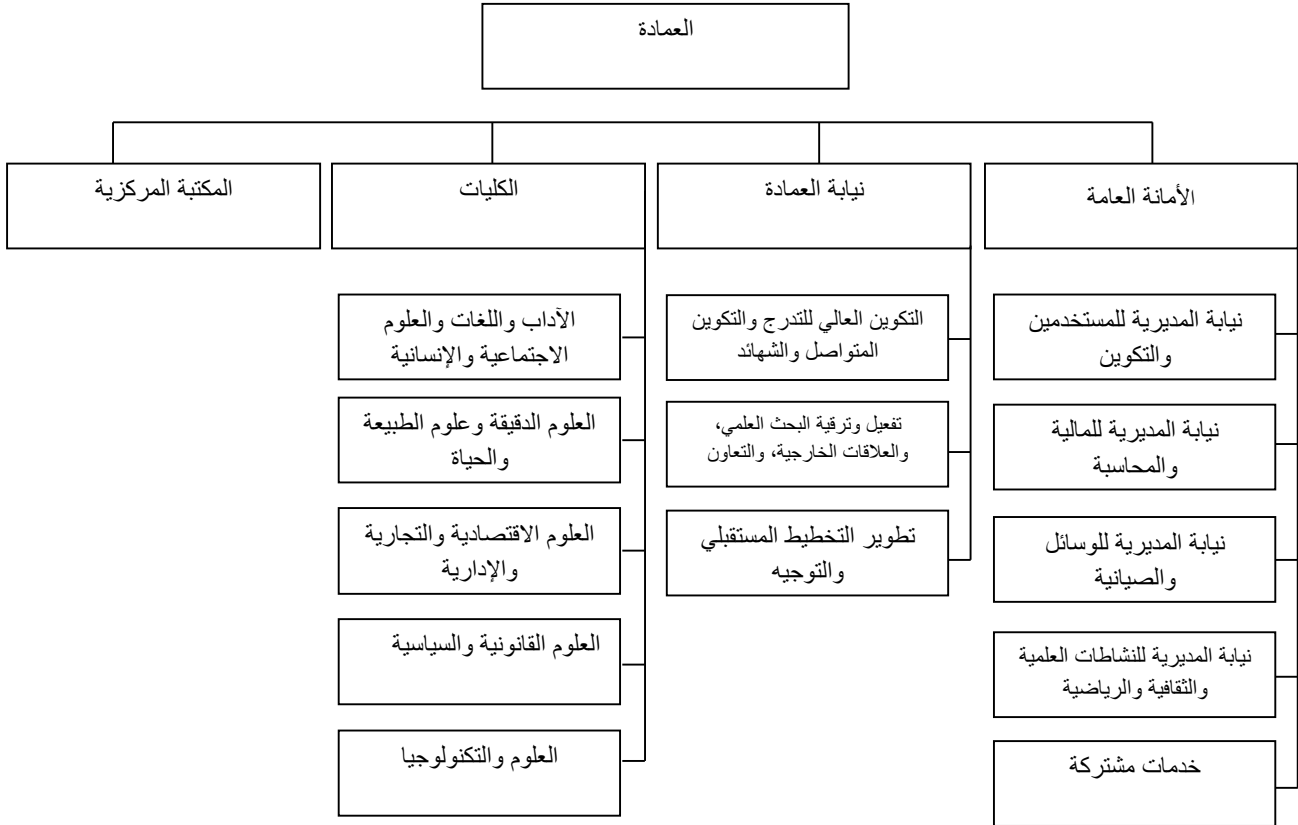 العمادة
الأمانة العامة
نيابة العمادة
الكليات
المكتبة المركزية
نيابة المديرية للمستخدمين
والتكوين
نيابة المديرية للمالية
والمحاسبة
نيابة المديرية للوسائل
والصيانية
نيابة المديرية للنشاطات العلمية
والثقافية والرياضية
خدمات مشتركة
التكوين العالي للتدرج والتكوين
المتواصل والشهائد
تفعيل وترقية البحث العلمي،
والعلاقات الخارجية، والتعاون
تطوير التخطيط المستقبلي
والتوجيه
الآداب واللغات والعلوم
الاجتماعية والإنسانية
العلوم الدقيقة وعلوم الطبيعة
والحياة
العلوم الاقتصادية والتجارية
والإدارية
العلوم القانونية والسياسية
العلوم والتكنولوجيا